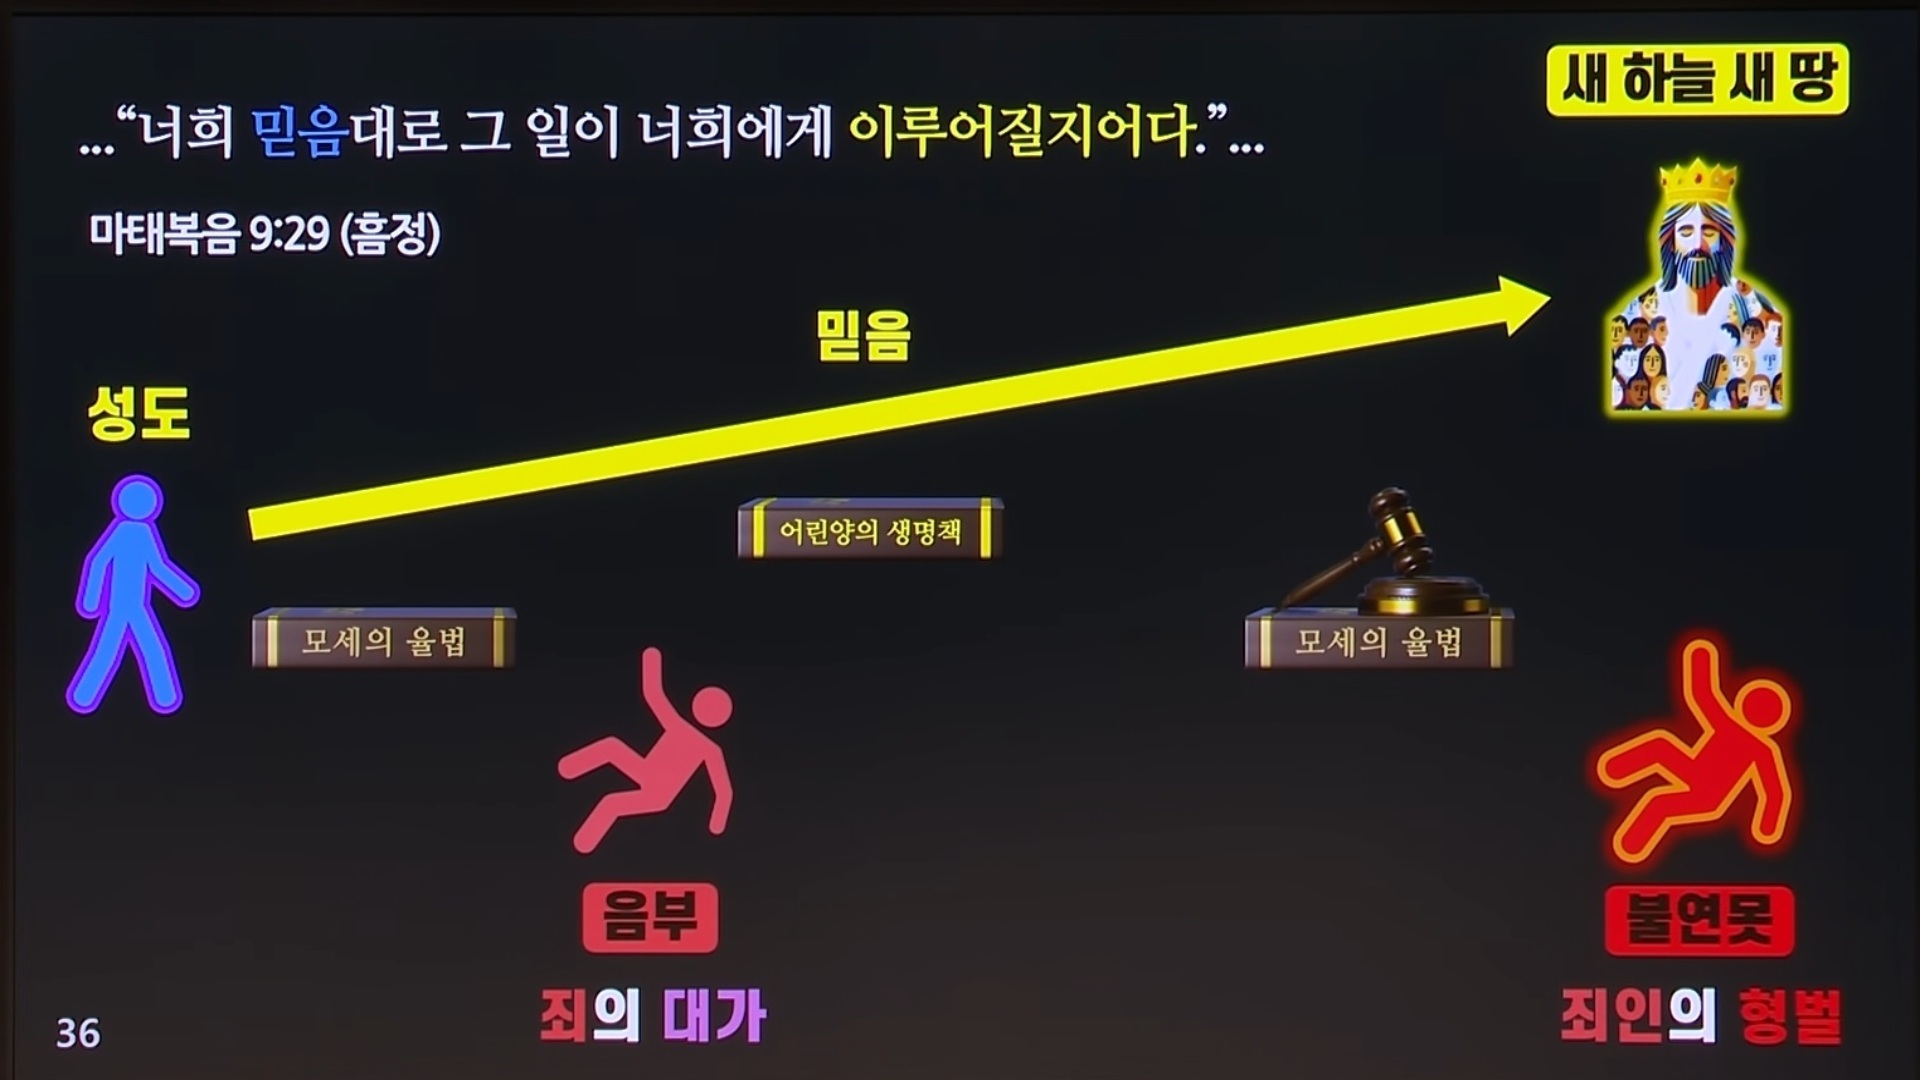 새 하늘 새 땅
..."너희 믿음대로 그 일이 너희에게 이루어질지어다."...
마태복음 9:29 (흠정)
믿음
성도
어린양의 생명책
모세의 율법
모세의 율법
음부
불연못
죄의 대가
죄인의 형벌
36